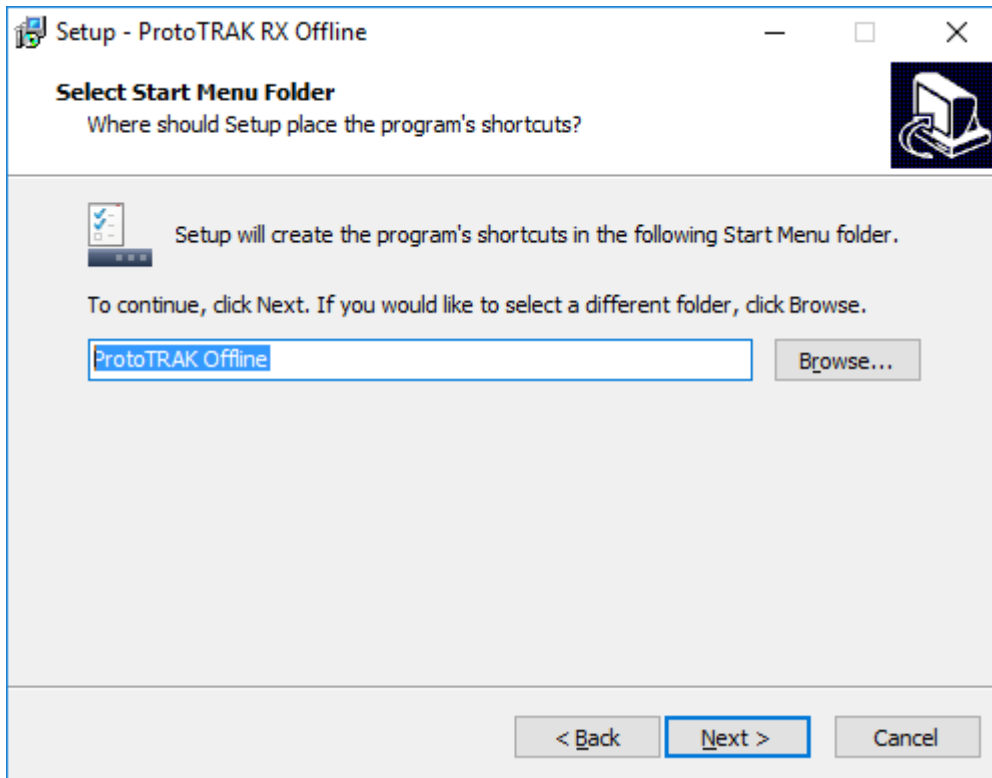 Setup - ProtoTRAK RX Offline
Select Start Menu Folder
Where should Setup place the program's shortcuts?
Setup will create the program's shortcuts in the following Start Menu folder.
To continue, click Next. If you would like to select a different folder, click Browse.
ProtoTRAK Offline
Browse...
< Back
Next >
Cancel